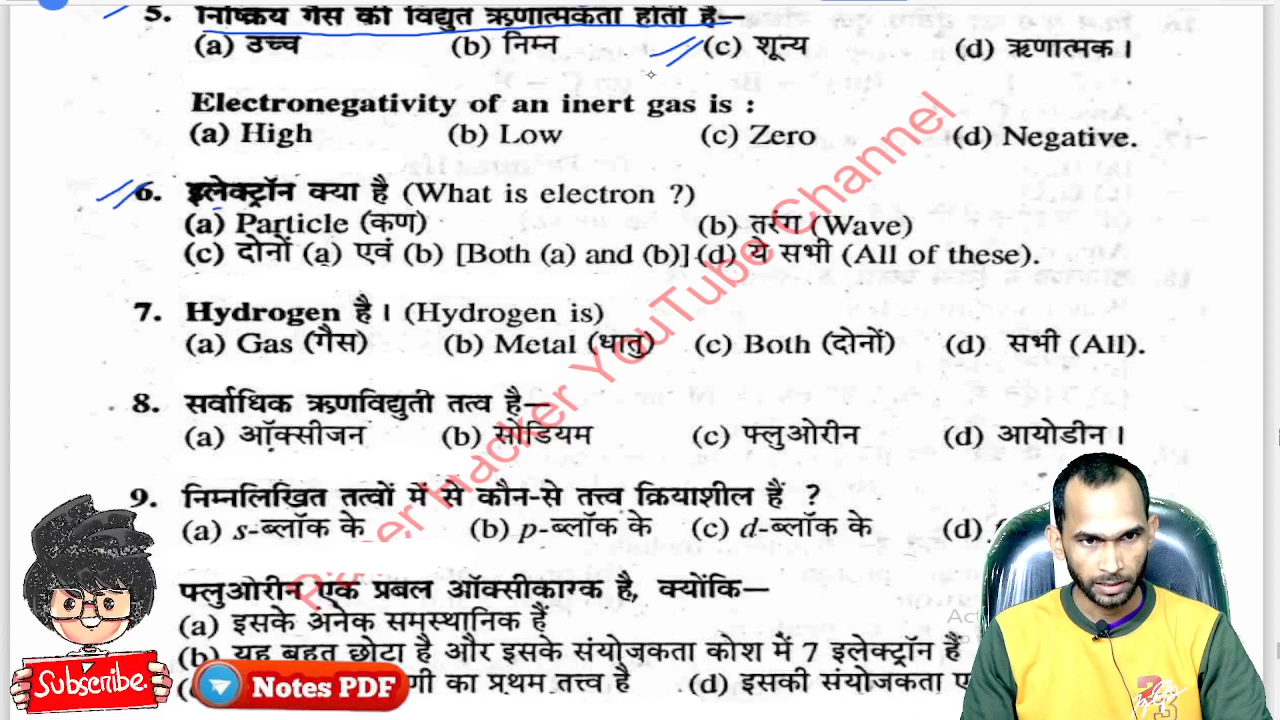 5. निष्क्रिय गैस की विद्युत ऋणात्मकता होती है—
(a) उच्च (b) निम्न (c) शून्य (d) ऋणात्मक।
Electronegativity of an inert gas is :
(a) High (b) Low (c) Zero (d) Negative.
6. इलेक्ट्रॉन क्या है (What is electron ?)
(a) Particle (कण) (b) तरंग (Wave)
(c) दोनों (a) एवं (b) [Both (a) and (b)] (d) ये सभी (All of these).
7. Hydrogen है। (Hydrogen is)
(a) Gas (गैस) (b) Metal (धातु) (c) Both (दोनों) (d) सभी (All).
8. सर्वाधिक ऋणविद्युती तत्व है—
(a) ऑक्सीजन (b) सोडियम (c) फ्लुओरीन (d) आयोडीन।
9. निम्नलिखित तत्वों में से कौन-से तत्त्व क्रियाशील हैं ?
(a) s-ब्लॉक के (b) p-ब्लॉक के (c) d-ब्लॉक के (d)
फ्लुओरीन एक प्रबल ऑक्सीकारक है, क्योंकि—
(a) इसके अनेक समस्थानिक हैं
(b) यह बहुत छोटा है और इसके संयोजकता कोश में 7 इलेक्ट्रॉन हैं
का प्रथम तत्त्व है (d) इसकी संयोजकता
Hacker YouTube Channel
Subscribe.
Notes PDF